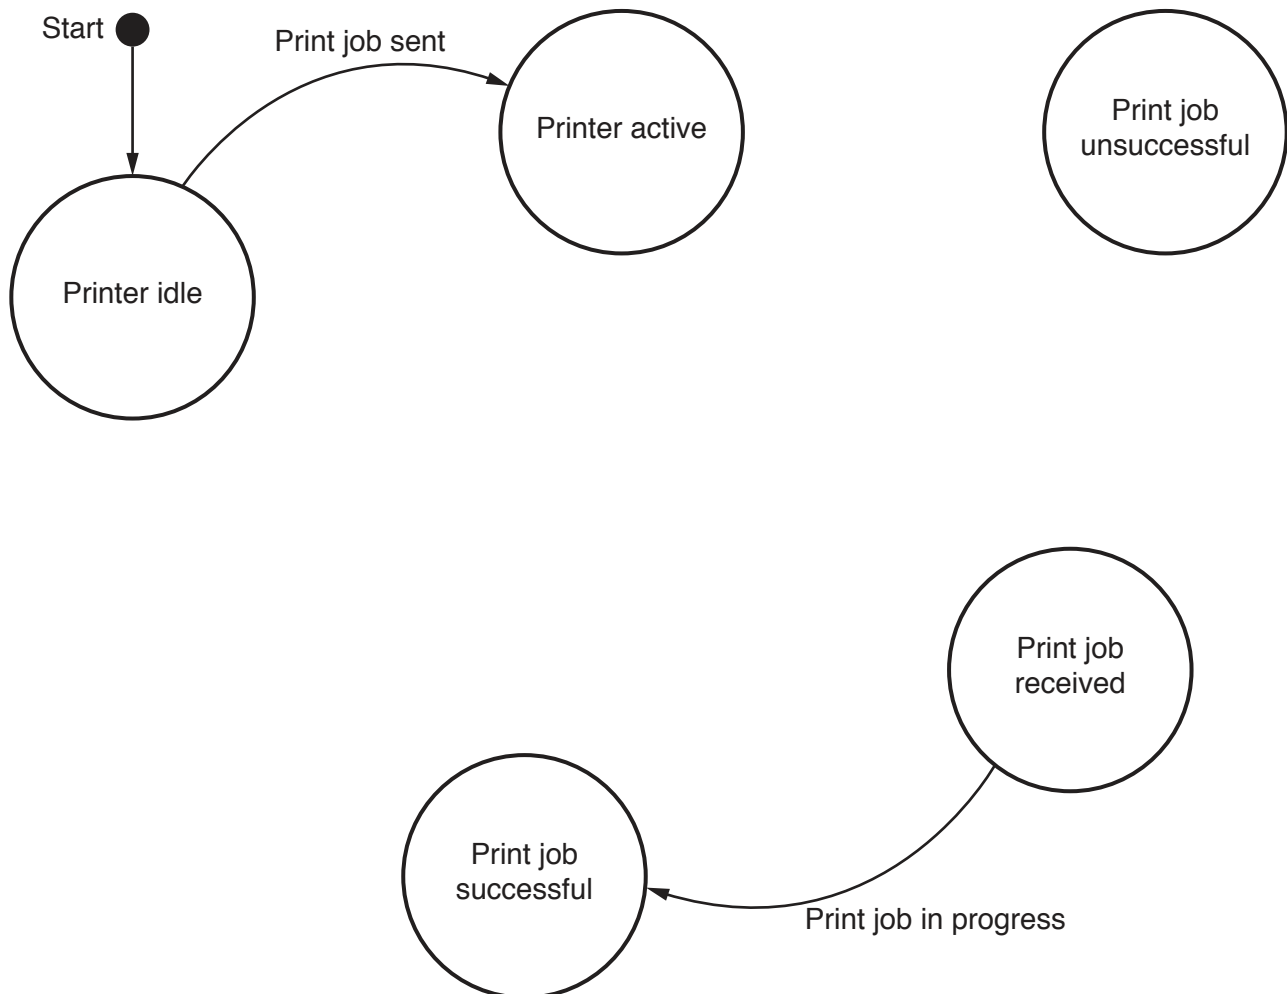 Start
Print job sent
Printer active
Print job
unsuccessful
Printer idle
Print job
received
Print job
successful
Print job in progress